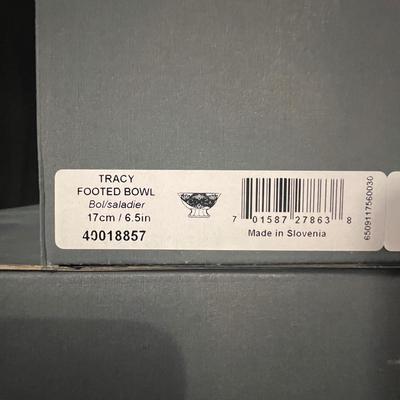 TRACY
FOOTED BOWL
Bol/saladier
17cm / 6.5in
40018857
7 01587 27863 8
Made in Slovenia
6509117560030